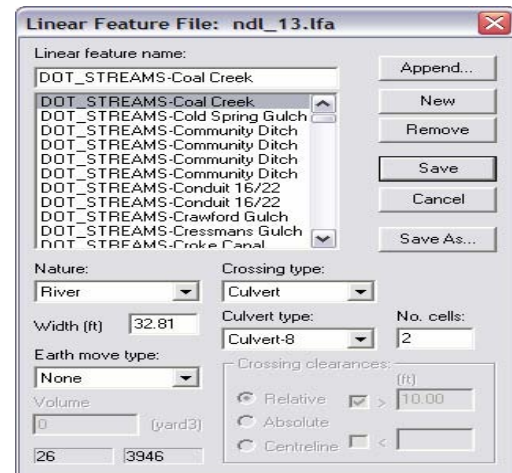 Linear Feature File: ndl_13.lfa
Linear feature name:
DOT_STREAMS-Coal Creek
Append...
DOT_STREAMS-Coal Creek
New
DOT_STREAMS-Cold Spring Gulch
DOT_STREAMS-Community Ditch
Remove
DOT_STREAMS-Community Ditch
DOT_STREAMS-Community Ditch
Save
DOT_STREAMS-Conduit 16/22
DOT_STREAMS-Conduit 16/22
Cancel
DOT_STREAMS-Crawford Gulch
DOT_STREAMS-Cressmans Gulch
DOT_STREAMS-Croke Canal
Save As...
Nature:
Crossing type:
River
Culvert
Width (ft)
32.81
Culvert type:
No. cells:
Culvert-8
2
Earth move type:
None
Crossing clearances:
(ft)
Volume
Relative
>
10.00
0
(yard3)
Absolute
Centreline
<
26
3946